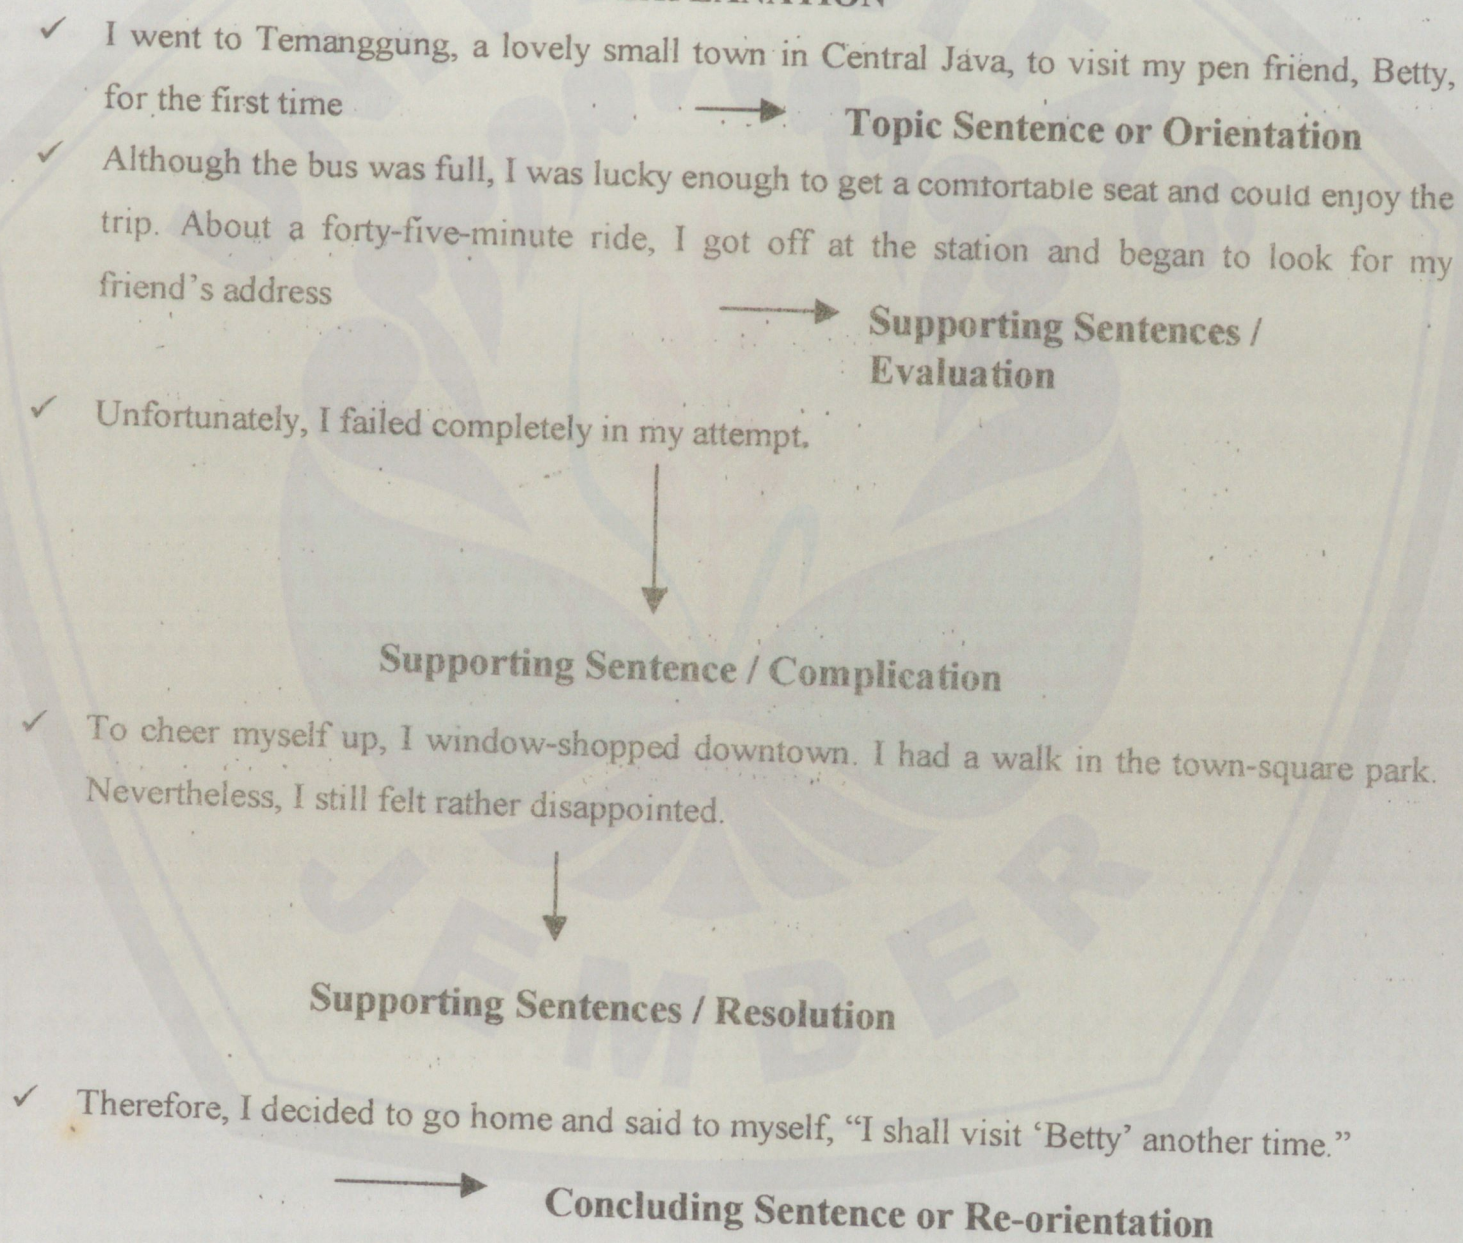 ✓ I went to Temanggung, a lovely small town in Central Java, to visit my pen friend, Betty,
for the first time
Topic Sentence or Orientation
✓ Although the bus was full, I was lucky enough to get a comfortable seat and could enjoy the
trip. About a forty-five-minute ride, I got off at the station and began to look for my
friend's address
Supporting Sentences /
Evaluation
✓ Unfortunately, I failed completely in my attempt.
Supporting Sentence / Complication
✓ To cheer myself up, I window-shopped downtown. I had a walk in the town-square park.
Nevertheless, I still felt rather disappointed.
Supporting Sentences / Resolution
✓ Therefore, I decided to go home and said to myself, “I shall visit ‘Betty’ another time.”
Concluding Sentence or Re-orientation
JEMBER